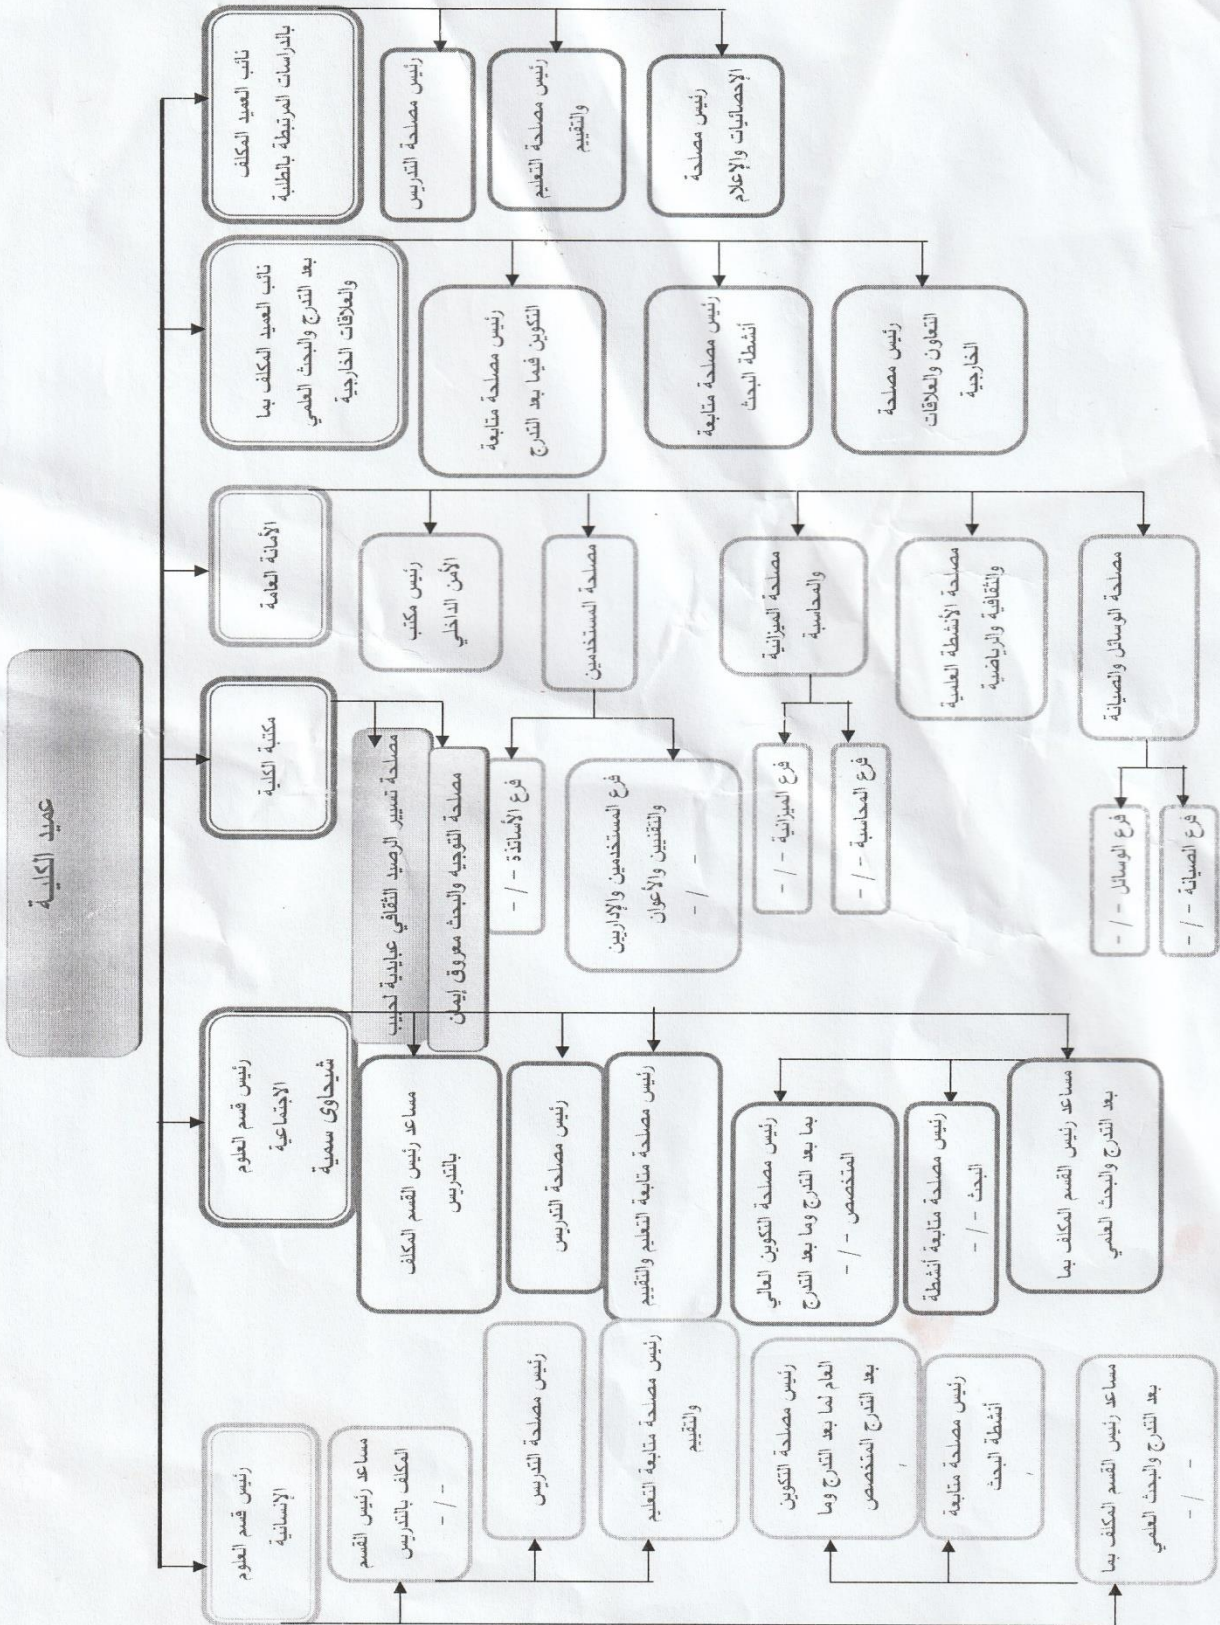 عميد الكلية
نائب العميد المكلف
بالدراسات المرتبطة بالطلبة
رئيس مصلحة التدريس
رئيس مصلحة التعليم
والتقييم
رئيس مصلحة
الإحصائيات والإعلام
نائب العميد المكلف بما
بعد التدرج والبحث العلمي
والعلاقات الخارجية
رئيس مصلحة متابعة
التكوين فيما بعد التدرج
رئيس مصلحة متابعة
أنشطة البحث
رئيس مصلحة
التعاون والعلاقات
الخارجية
الأمانة العامة
رئيس مكتب
الأمن الداخلي
مصلحة المستخدمين
فرع الأساتذة - / -
فرع المستخدمين والإداريين
والتقنيين والأعوان
- / -
مصلحة الميزانية
والمحاسبة
فرع الميزانية - / -
فرع المحاسبة - / -
مصلحة الأنشطة العلمية
والثقافية والرياضية
مصلحة الوسائل والصيانة
فرع الوسائل - / -
فرع الصيانة - / -
مكتبة الكلية
مصلحة تسيير الرصيد الثقافي عبايدية لحبيب
مصلحة التوجيه والبحث معروق إيمان
رئيس قسم العلوم
الاجتماعية
شيحاوي سمية
مساعد رئيس القسم المكلف
بالتدريس
رئيس مصلحة التدريس
رئيس مصلحة متابعة التعليم والتقييم
رئيس مصلحة التكوين العالي
بما بعد التدرج وما بعد التدرج
المتخصص - / -
رئيس مصلحة متابعة أنشطة
البحث - / -
مساعد رئيس القسم المكلف بما
بعد التدرج والبحث العلمي
رئيس قسم العلوم
الإنسانية
مساعد رئيس القسم
المكلف بالتدريس
- / -
رئيس مصلحة التدريس
رئيس مصلحة متابعة التعليم
والتقييم
رئيس مصلحة التكوين
العام لما بعد التدرج وما
بعد التدرج المتخصص
رئيس مصلحة متابعة
أنشطة البحث
مساعد رئيس القسم المكلف بما
بعد التدرج والبحث العلمي
- / -